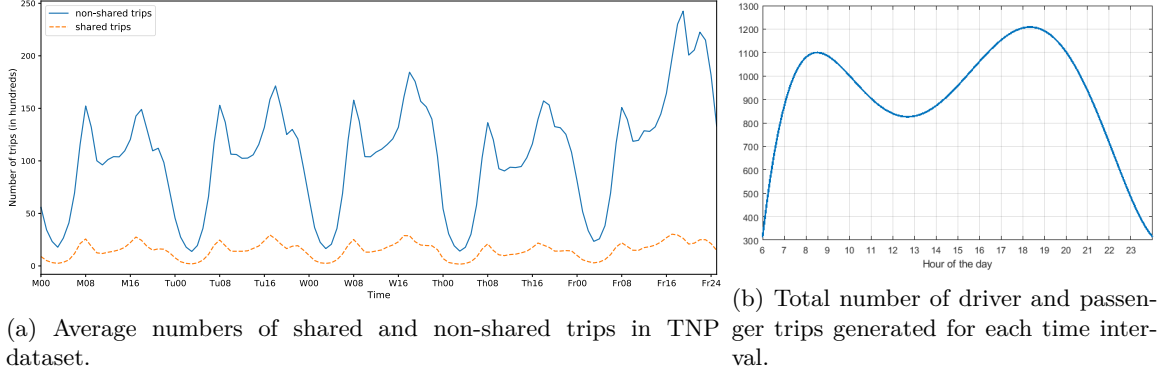 non-shared trips
shared trips
Number of trips (in hundreds)
250
200
150
100
50
0
M00 M08 M16 Tu00 Tu08 Tu16 W00 W08 W16 Th00 Th08 Th16 Fr00 Fr08 Fr16 Fr24
Time
(a) Average numbers of shared and non-shared trips in TNP
dataset.
1300
1200
1100
1000
900
800
700
600
500
400
300
6 7 8 9 10 11 12 13 14 15 16 17 18 19 20 21 22 23
Hour of the day
(b) Total number of driver and passen-
ger trips generated for each time inter-
val.